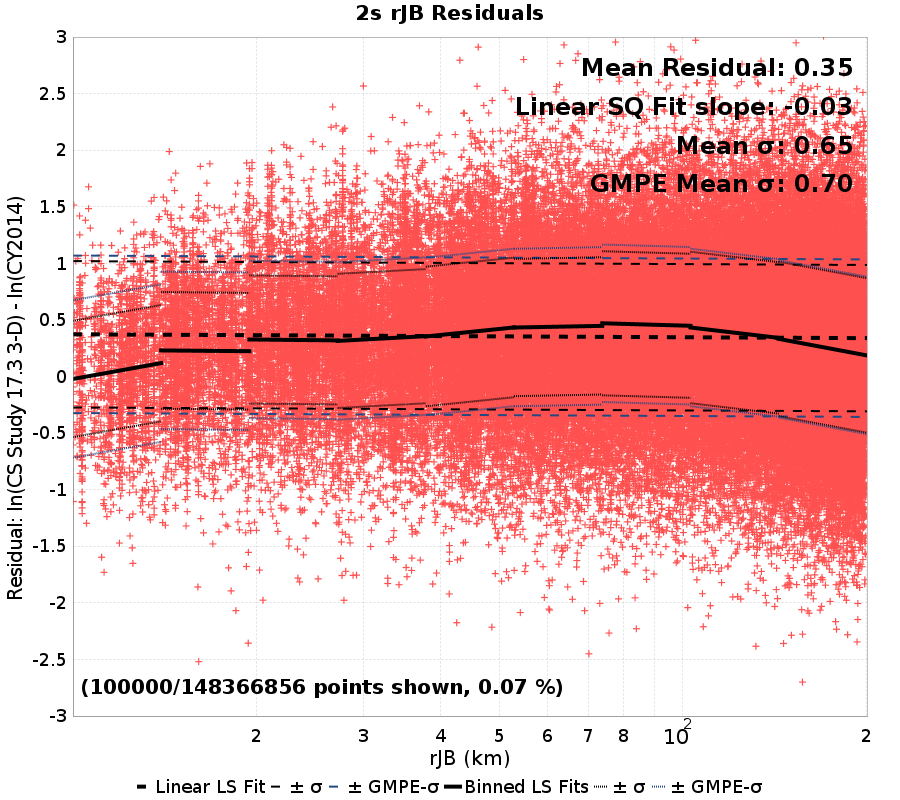 2s rJB Residuals
3
2.5
2
1.5
1
0.5
0
-0.5
-1
-1.5
-2
-2.5
-3
Residual: ln(CS Study 17.3 3-D) - ln(CY2014)
Mean Residual: 0.35
Linear SQ Fit slope: -0.03
Mean σ: 0.65
GMPE Mean σ: 0.70
(100000/148366856 points shown, 0.07 %)
2 3 4 5 6 7 8 10² 2
rJB (km)
Linear LS Fit ± σ ± GMPE-σ Binned LS Fits ± σ ± GMPE-σ